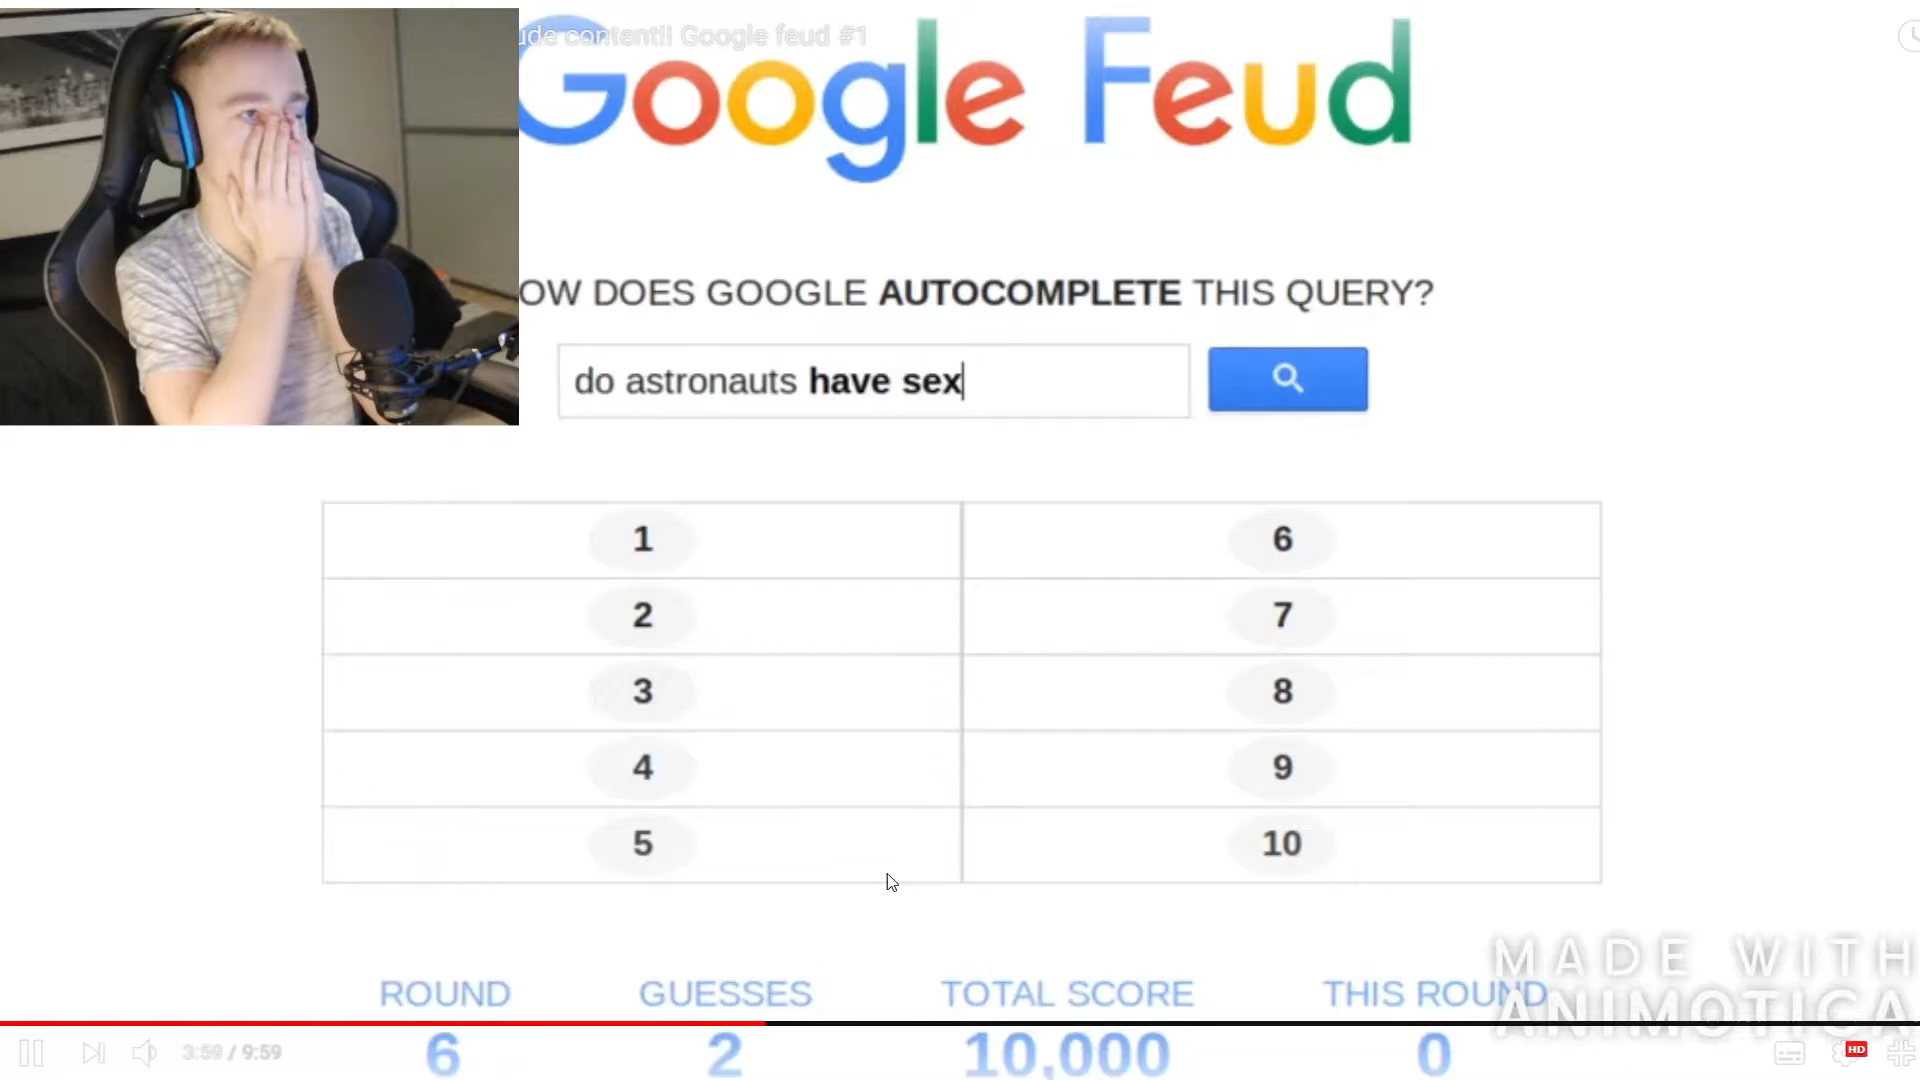 ude content!! Google feud #1
Google Feud
OW DOES GOOGLE AUTOCOMPLETE THIS QUERY?
do astronauts have sex
1 6
2 7
3 8
4 9
5 10
ROUND GUESSES TOTAL SCORE THIS ROUND
6 2 10,000 0
MADE WITH
ANIMOTICA
3:59 / 9:59
HD